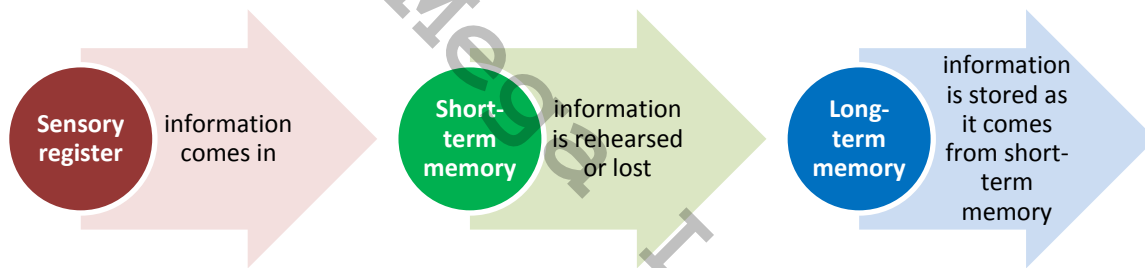 Sensory
register
information
comes in
Short-
term
memory
information
is rehearsed
or lost
Long-
term
memory
information
is stored as
it comes
from short-
term
memory
Mega I